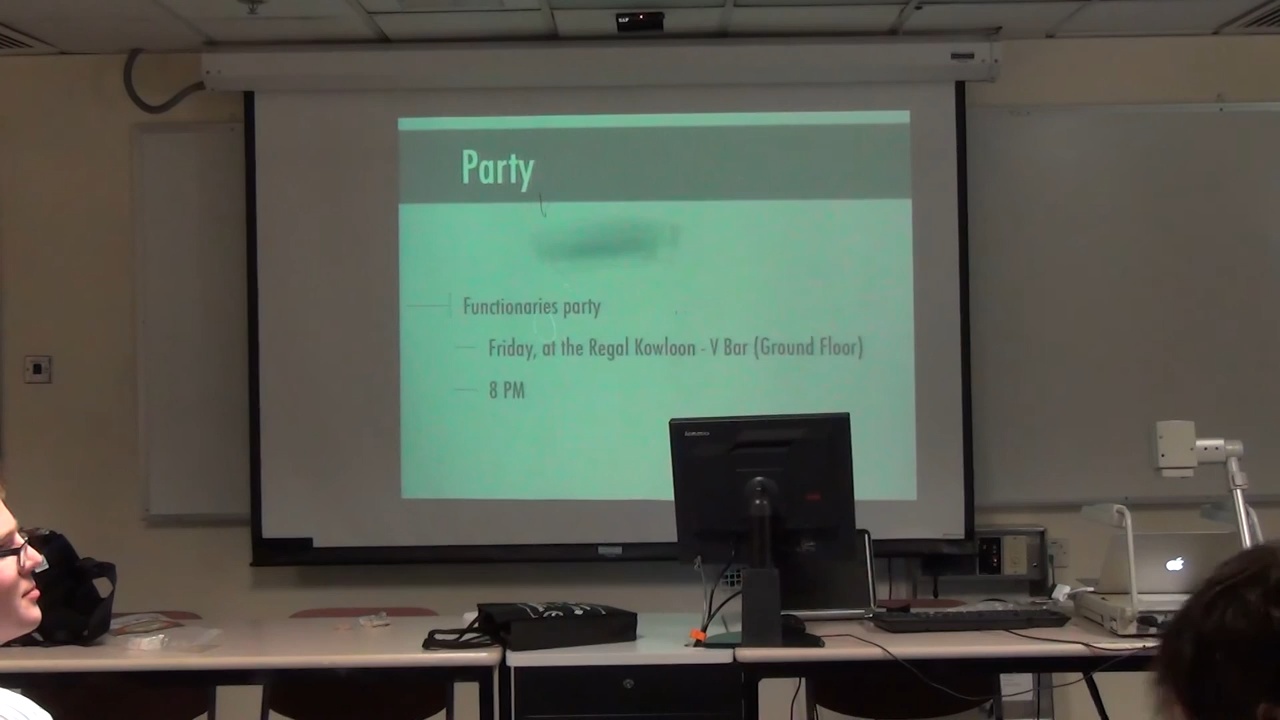 Party
Functionaries party
Friday, at the Regal Kowloon - V Bar (Ground Floor)
8 PM